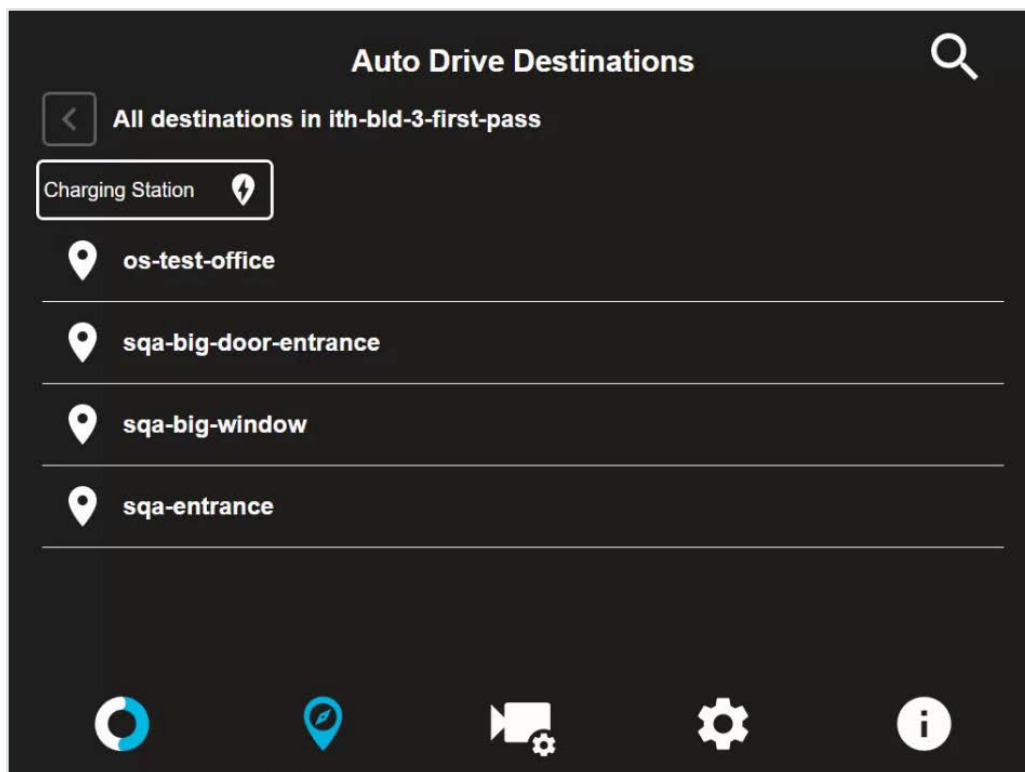 Auto Drive Destinations
All destinations in ith-bld-3-first-pass
Charging Station
os-test-office
sqa-big-door-entrance
sqa-big-window
sqa-entrance